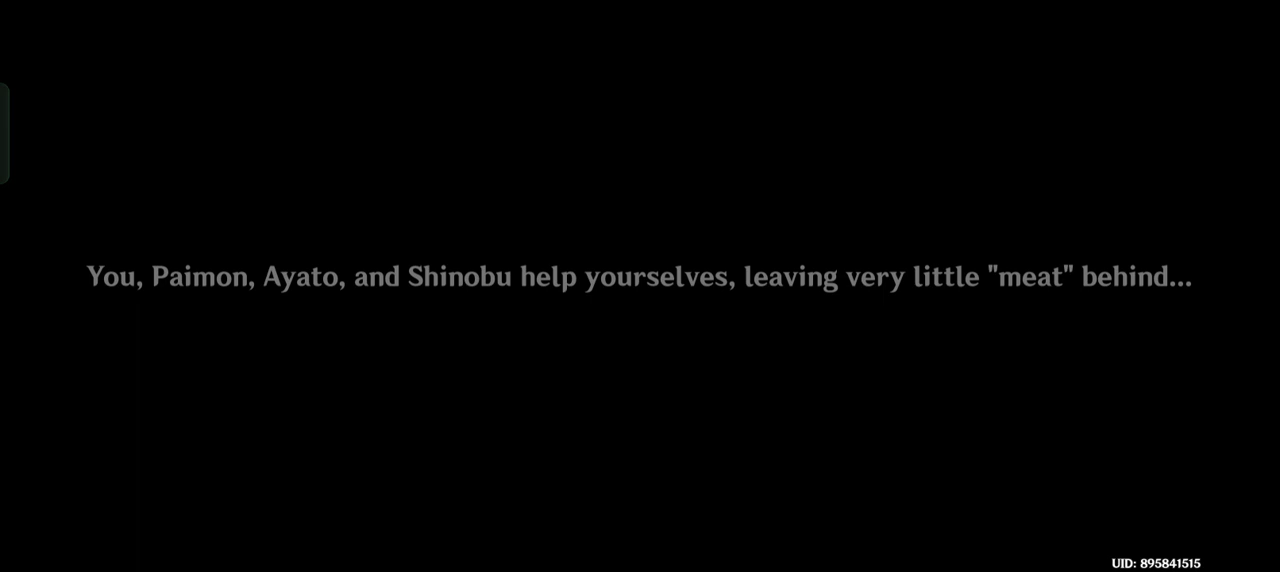 You, Paimon, Ayato, and Shinobu help yourselves, leaving very little "meat" behind...
UID: 895841515